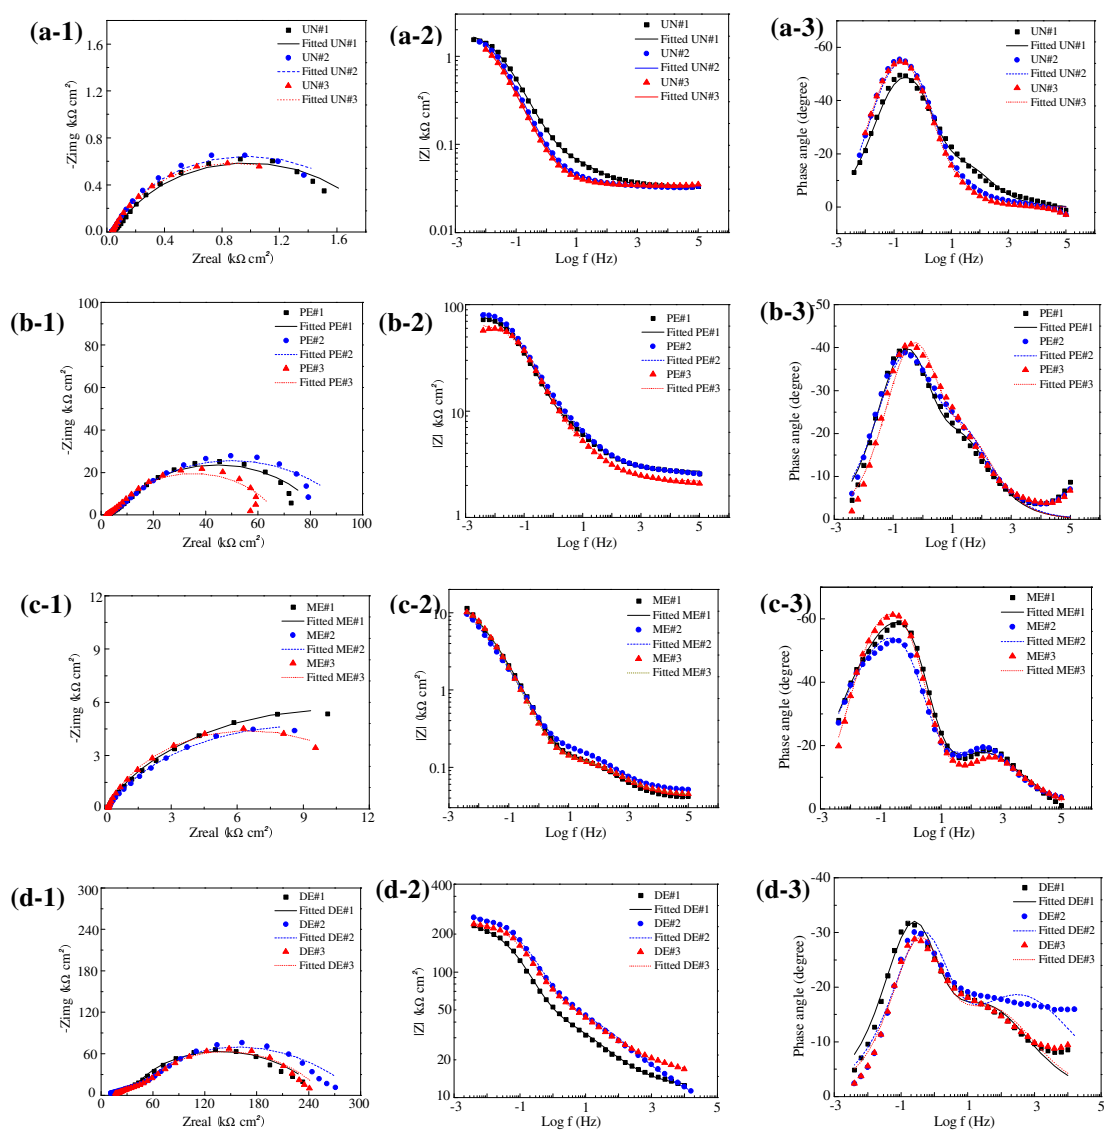 (a-1)
1.6
1.2
0.8
0.4
0.0
0.0 0.4 0.8 1.2 1.6
-Zimg (kΩ cm²)
Zreal (kΩ cm²)
UN#1
Fitted UN#1
UN#2
Fitted UN#2
UN#3
Fitted UN#3
(a-2)
1
0.1
0.01
-3 -1 1 3 5
|Z| (kΩ cm²)
Log f (Hz)
UN#1
Fitted UN#1
UN#2
Fitted UN#2
UN#3
Fitted UN#3
(a-3)
-60
-40
-20
0
-3 -1 1 3 5
Phase angle (degree)
Log f (Hz)
UN#1
Fitted UN#1
UN#2
Fitted UN#2
UN#3
Fitted UN#3
(b-1)
100
80
60
40
20
0
0 20 40 60 80 100
-Zimg (kΩ cm²)
Zreal (kΩ cm²)
PE#1
Fitted PE#1
PE#2
Fitted PE#2
PE#3
Fitted PE#3
(b-2)
100
10
1
-3 -1 1 3 5
|Z| (kΩ cm²)
Log f (Hz)
PE#1
Fitted PE#1
PE#2
Fitted PE#2
PE#3
Fitted PE#3
(b-3)
-50
-40
-30
-20
-10
0
-3 -1 1 3 5
Phase angle (degree)
Log f (Hz)
PE#1
Fitted PE#1
PE#2
Fitted PE#2
PE#3
Fitted PE#3
(c-1)
12
9
6
3
0
0 3 6 9 12
-Zimg (kΩ cm²)
Zreal (kΩ cm²)
ME#1
Fitted ME#1
ME#2
Fitted ME#2
ME#3
Fitted ME#3
(c-2)
10
1
0.1
-3 -1 1 3 5
|Z| (kΩ cm²)
Log f (Hz)
ME#1
Fitted ME#1
ME#2
Fitted ME#2
ME#3
Fitted ME#3
(c-3)
-60
-40
-20
0
-3 -1 1 3 5
Phase angle (degree)
Log f (Hz)
ME#1
Fitted ME#1
ME#2
Fitted ME#2
ME#3
Fitted ME#3
(d-1)
300
240
180
120
60
0
0 60 120 180 240 300
-Zimg (kΩ cm²)
Zreal (kΩ cm²)
DE#1
Fitted DE#1
DE#2
Fitted DE#2
DE#3
Fitted DE#3
(d-2)
400
200
100
50
20
10
-3 -1 1 3 5
|Z| (kΩ cm²)
Log f (Hz)
DE#1
Fitted DE#1
DE#2
Fitted DE#2
DE#3
Fitted DE#3
(d-3)
-40
-30
-20
-10
0
-3 -1 1 3 5
Phase angle (degree)
Log f (Hz)
DE#1
Fitted DE#1
DE#2
Fitted DE#2
DE#3
Fitted DE#3